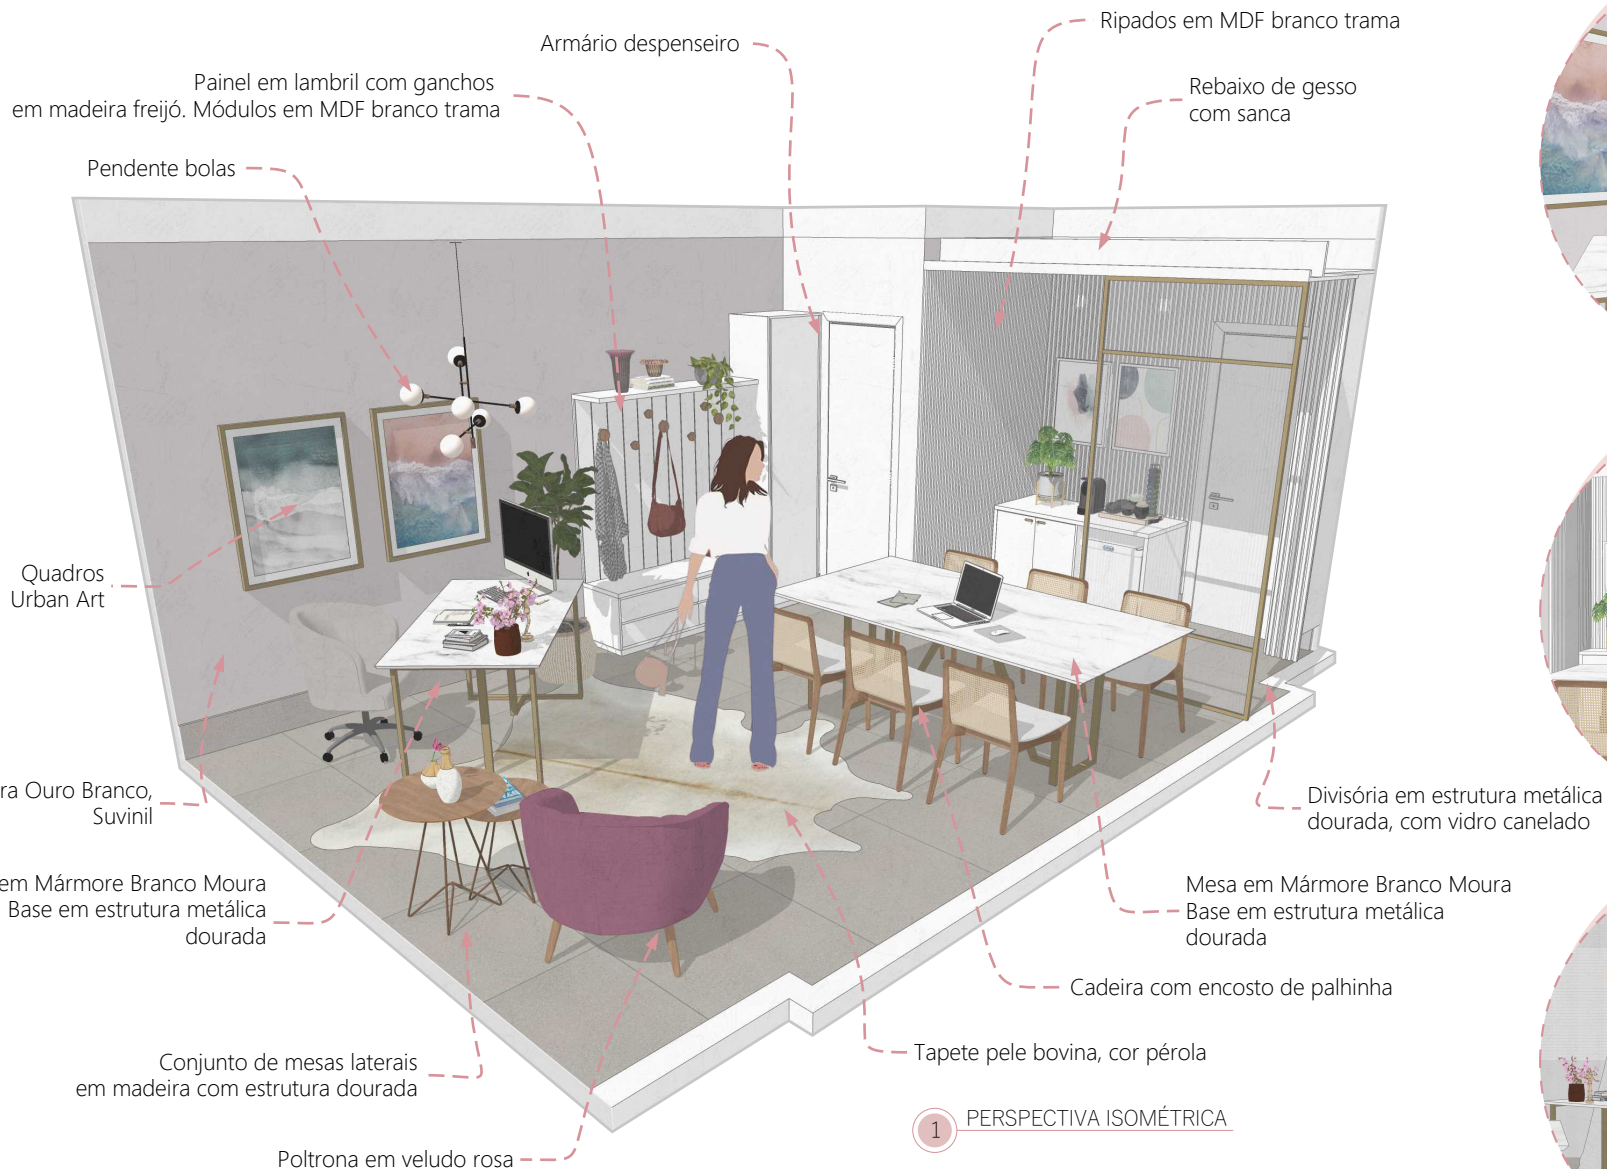 Ripados em MDF branco trama
Armário despenseiro
Painel em lambril com ganchos
em madeira freijó. Módulos em MDF branco trama
Rebaixo de gesso
com sanca
Pendente bolas
Quadros
Urban Art
Ouro Branco,
Suvinil
em Mármore Branco Moura
Base em estrutura metálica
dourada
Divisória em estrutura metálica
dourada, com vidro canelado
Mesa em Mármore Branco Moura
Base em estrutura metálica
dourada
Cadeira com encosto de palhinha
Tapete pele bovina, cor pérola
Conjunto de mesas laterais
em madeira com estrutura dourada
1 PERSPECTIVA ISOMÉTRICA
Poltrona em veludo rosa